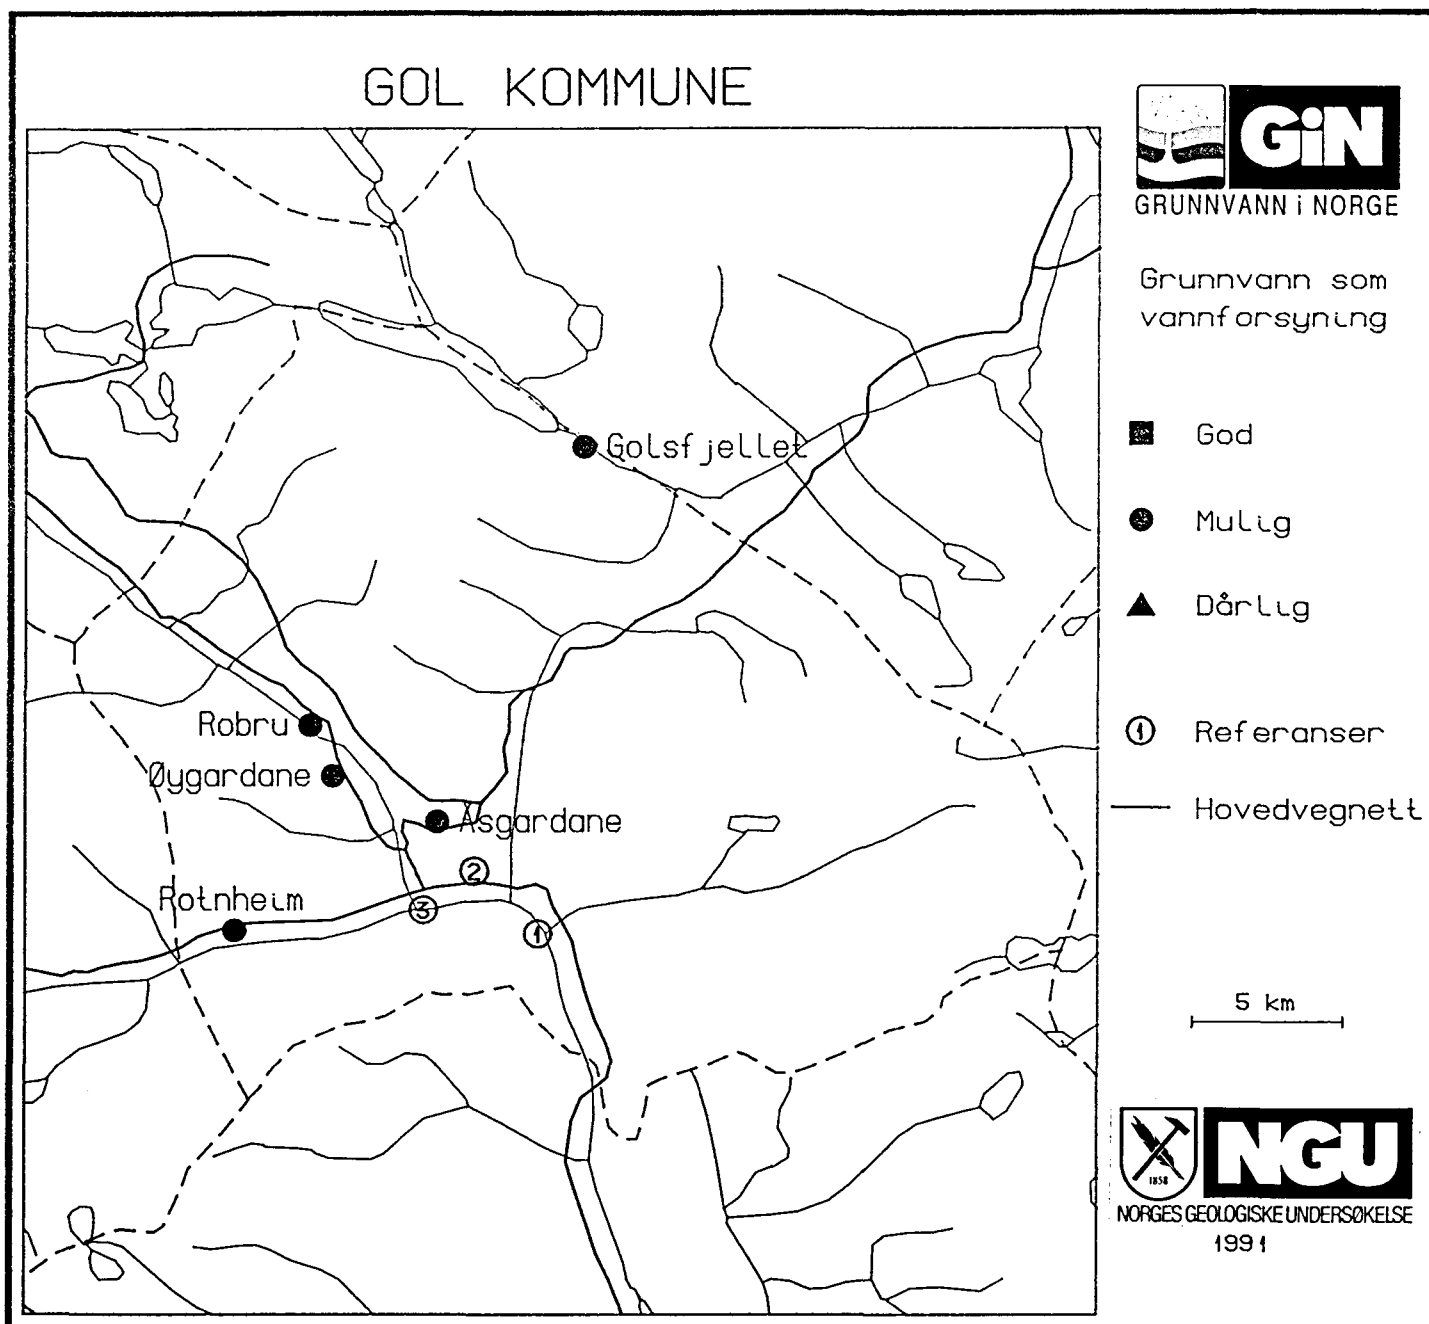 GOL KOMMUNE
GiN
GRUNNVANN i NORGE
Grunnvann som
vannforsyning
God
Mulig
Dårlig
1 Referanser
Hovedvegnett
Golsfjellet
Robru
Øygardane
Åsgardane
2
Rotnheim
3
1
5 km
1858
NGU
NORGES GEOLOGISKE UNDERSØKELSE
1991